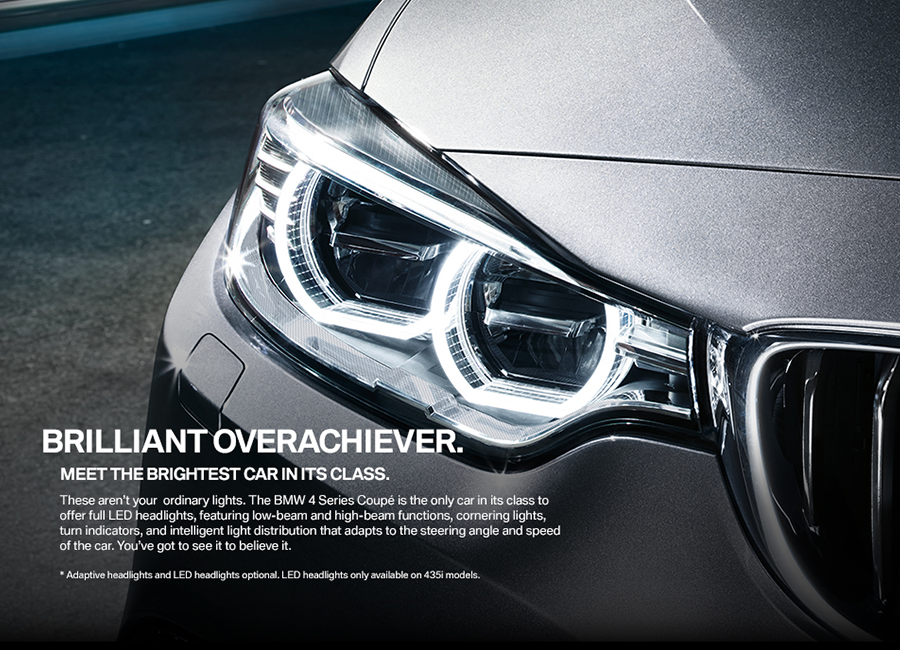 BRILLIANT OVERACHIEVER.
MEET THE BRIGHTEST CAR IN ITS CLASS.
These aren't your ordinary lights. The BMW 4 Series Coupé is the only car in its class to
offer full LED headlights, featuring low-beam and high-beam functions, cornering lights,
turn indicators, and intelligent light distribution that adapts to the steering angle and speed
of the car. You've got to see it to believe it.
* Adaptive headlights and LED headlights optional. LED headlights only available on 435i models.